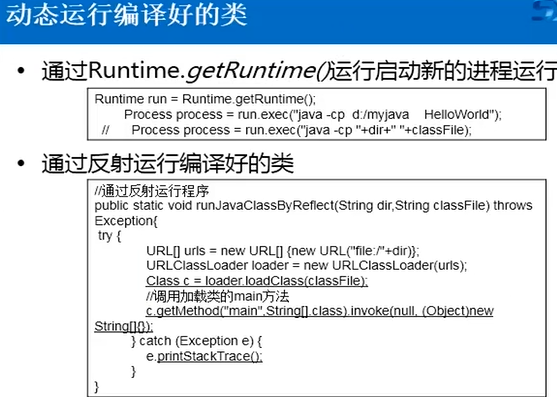 动态运行编译好的类
• 通过Runtime.getRuntime()运行启动新的进程运行
Runtime run = Runtime.getRuntime();
Process process = run.exec("java -cp d:/myjava HelloWorld");
// Process process = run.exec("java -cp "+dir+" "+classFile);
• 通过反射运行编译好的类
//通过反射运行程序
public static void runJavaClassByReflect(String dir,String classFile) throws
Exception{
try {
URL[] urls = new URL[] {new URL("file:/"+dir)};
URLClassLoader loader = new URLClassLoader(urls);
Class c = loader.loadClass(classFile);
//调用加载类的main方法
c.getMethod("main",String[].class).invoke(null, (Object)new
String[]{});
} catch (Exception e) {
e.printStackTrace();
}
}